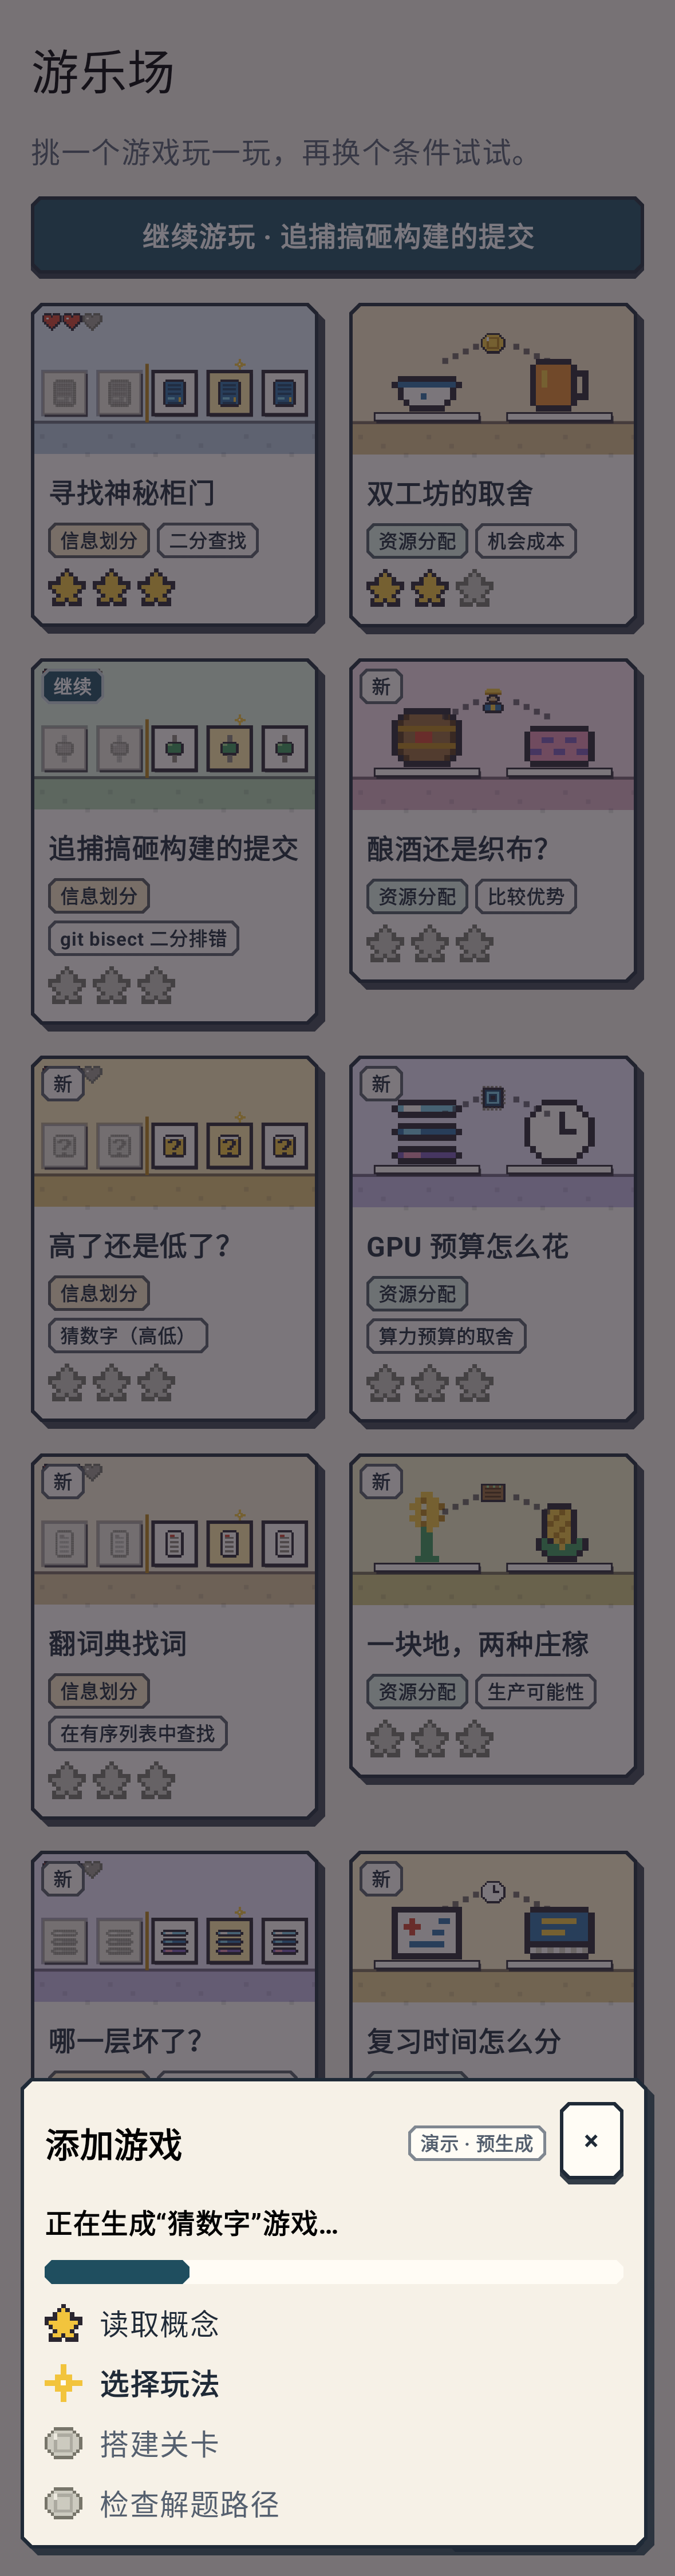 游乐场
挑一个游戏玩一玩，再换个条件试试。
继续游玩 · 追捕搞砸构建的提交
寻找神秘柜门
信息划分
二分查找
双工坊的取舍
资源分配
机会成本
继续
追捕搞砸构建的提交
信息划分
git bisect 二分排错
新
酿酒还是织布？
资源分配
比较优势
新
高了还是低了？
信息划分
猜数字（高低）
新
GPU 预算怎么花
资源分配
算力预算的取舍
新
翻词典找词
信息划分
在有序列表中查找
新
一块地，两种庄稼
资源分配
生产可能性
新
哪一层坏了？
新
复习时间怎么分
添加游戏
演示 · 预生成
×
正在生成“猜数字”游戏…
读取概念
选择玩法
搭建关卡
检查解题路径